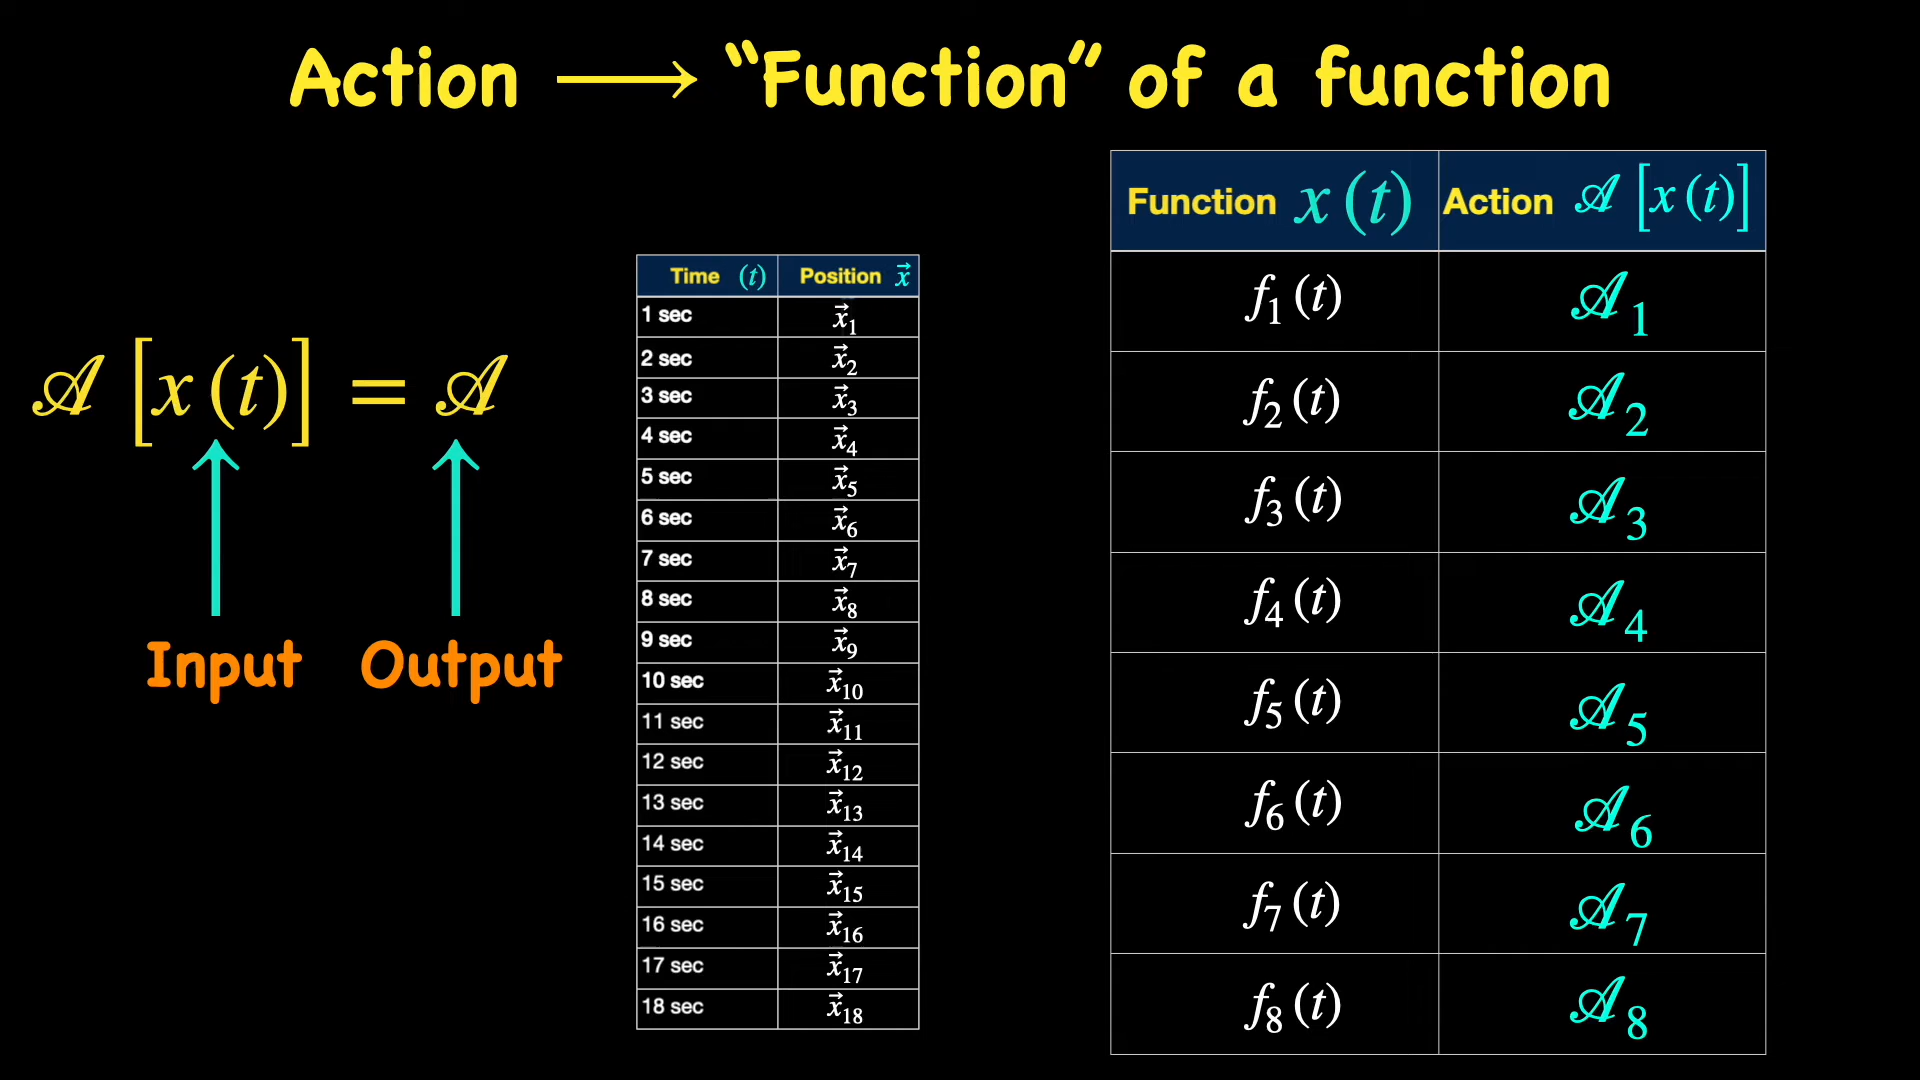 Action ⟶ “Function” of a function
𝒜 [x (t)] = 𝒜
Input Output
Time (t) Position x⃗
1 sec x⃗₁
2 sec x⃗₂
3 sec x⃗₃
4 sec x⃗₄
5 sec x⃗₅
6 sec x⃗₆
7 sec x⃗₇
8 sec x⃗₈
9 sec x⃗₉
10 sec x⃗₁₀
11 sec x⃗₁₁
12 sec x⃗₁₂
13 sec x⃗₁₃
14 sec x⃗₁₄
15 sec x⃗₁₅
16 sec x⃗₁₆
17 sec x⃗₁₇
18 sec x⃗₁₈
Function x (t) Action 𝒜 [x (t)]
f₁ (t) 𝒜₁
f₂ (t) 𝒜₂
f₃ (t) 𝒜₃
f₄ (t) 𝒜₄
f₅ (t) 𝒜₅
f₆ (t) 𝒜₆
f₇ (t) 𝒜₇
f₈ (t) 𝒜₈